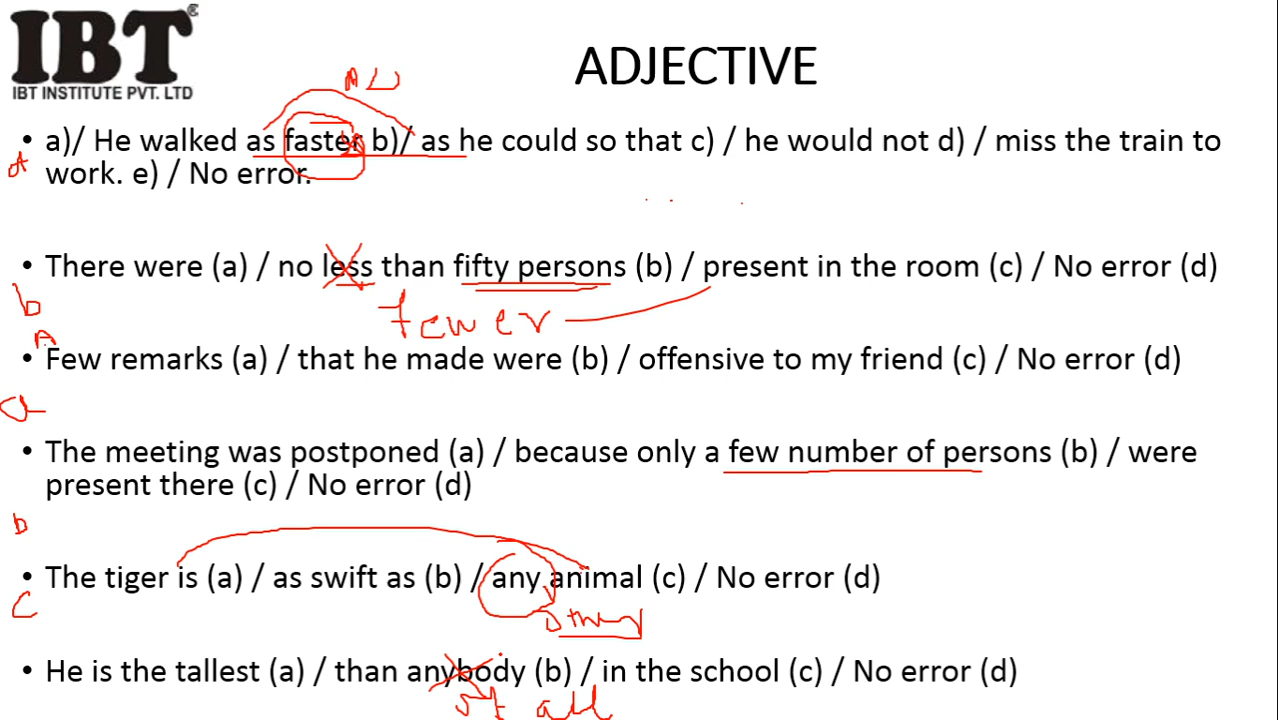 IBT®
IBT INSTITUTE PVT. LTD
ADJECTIVE
• a)/ He walked as faster b)/ as he could so that c) / he would not d) / miss the train to
work. e) / No error.
• There were (a) / no less than fifty persons (b) / present in the room (c) / No error (d)
b
fewer
A
• Few remarks (a) / that he made were (b) / offensive to my friend (c) / No error (d)
a
• The meeting was postponed (a) / because only a few number of persons (b) / were
present there (c) / No error (d)
b
• The tiger is (a) / as swift as (b) / any animal (c) / No error (d)
C
other
• He is the tallest (a) / than anybody (b) / in the school (c) / No error (d)
of all